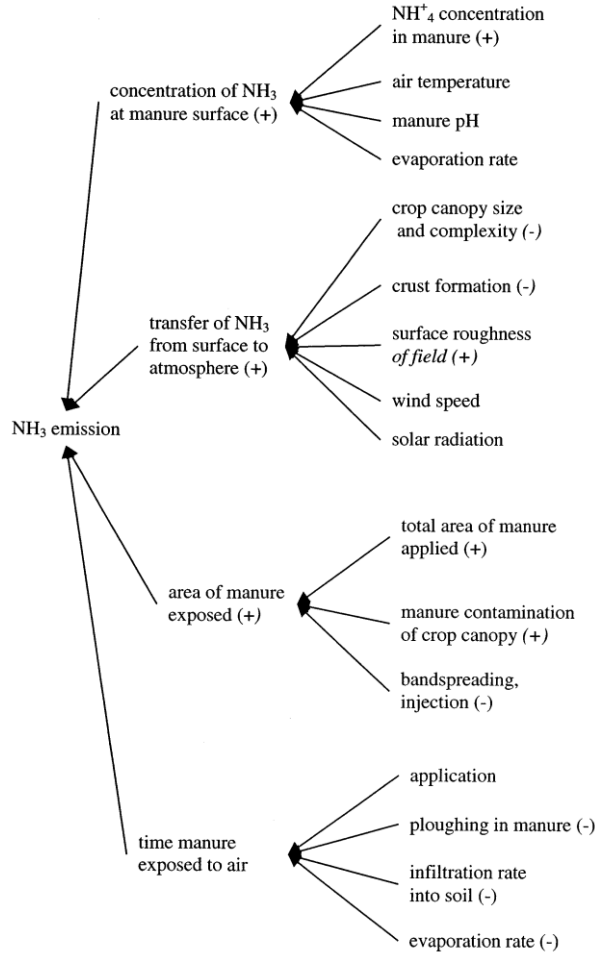 NH⁺₄ concentration
in manure (+)
concentration of NH₃
at manure surface (+)
air temperature
manure pH
evaporation rate
crop canopy size
and complexity (-)
crust formation (-)
transfer of NH₃
from surface to
atmosphere (+)
surface roughness
of field (+)
wind speed
solar radiation
NH₃ emission
total area of manure
applied (+)
area of manure
exposed (+)
manure contamination
of crop canopy (+)
bandspreading,
injection (-)
application
ploughing in manure (-)
time manure
exposed to air
infiltration rate
into soil (-)
evaporation rate (-)